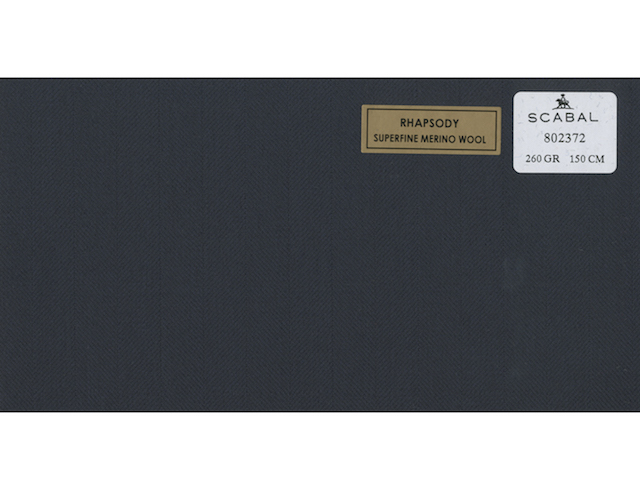 RHAPSODY
SUPERFINE MERINO WOOL
SCABAL
802372
260 GR 150 CM